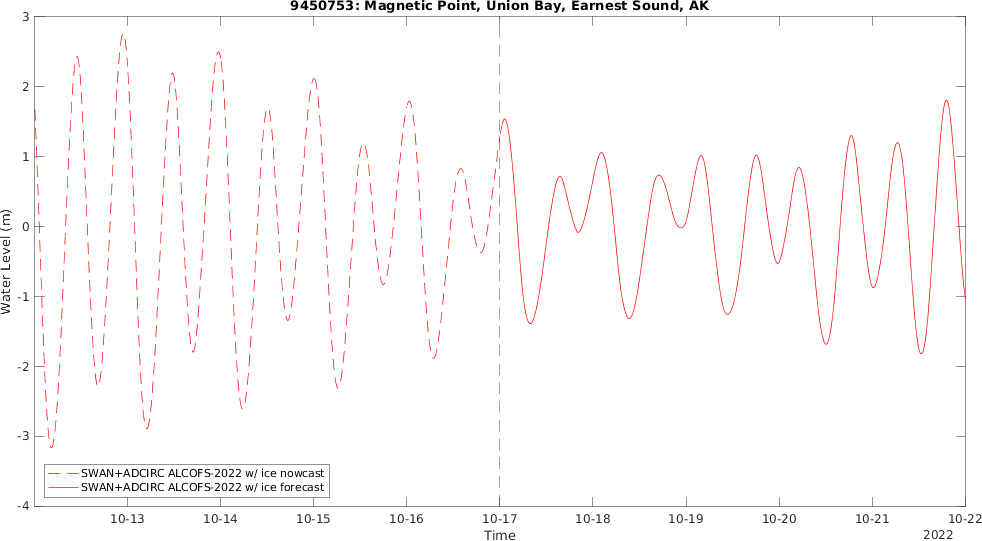 9450753: Magnetic Point, Union Bay, Earnest Sound, AK
3
2
1
0
-1
-2
-3
-4
Water Level (m)
SWAN+ADCIRC ALCOFS-2022 w/ ice nowcast
SWAN+ADCIRC ALCOFS-2022 w/ ice forecast
10-13 10-14 10-15 10-16 10-17 10-18 10-19 10-20 10-21 10-22
Time
2022